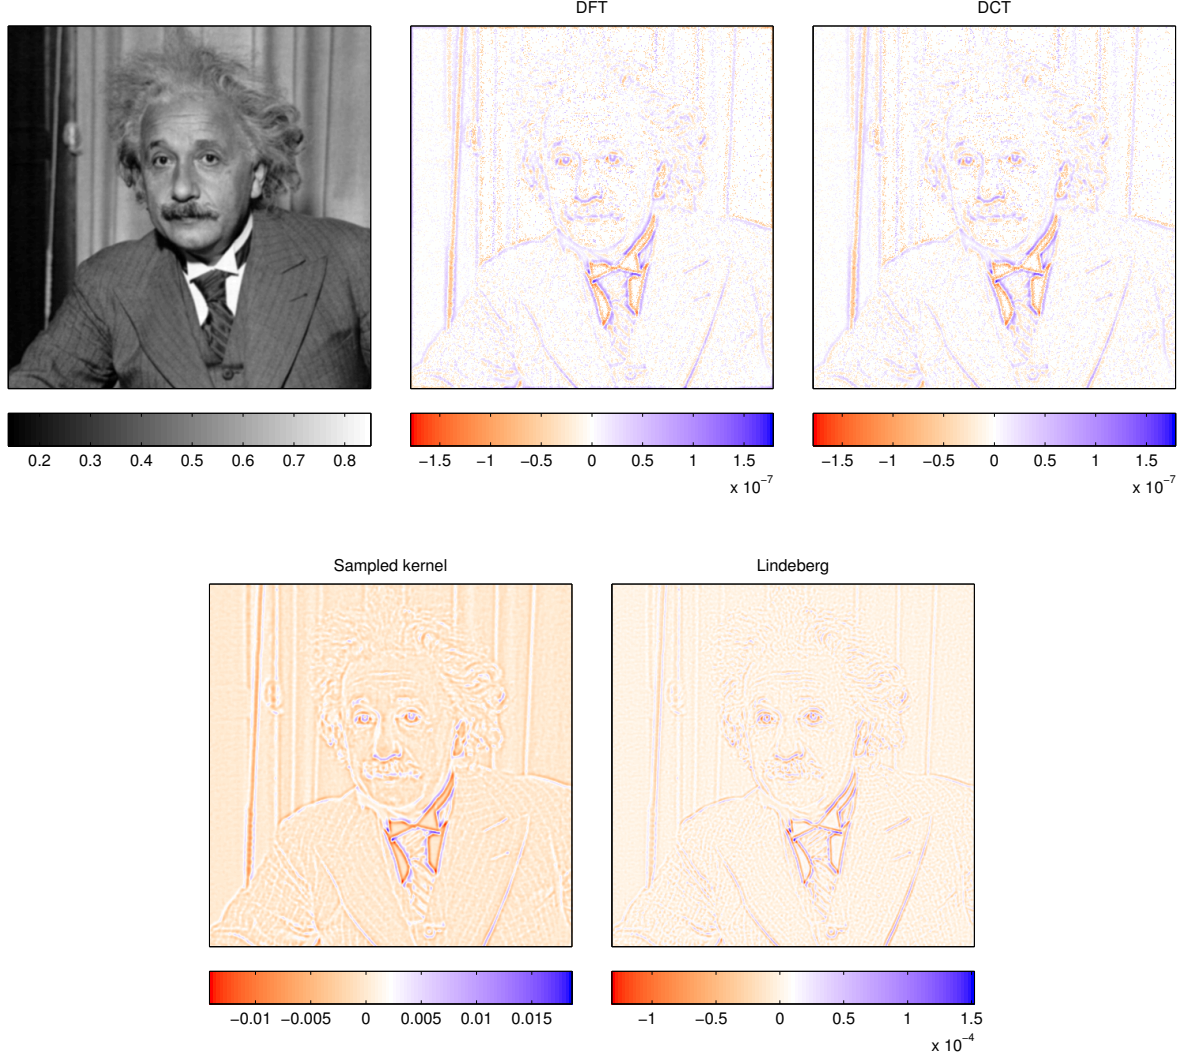 DFT
DCT
0.2 0.3 0.4 0.5 0.6 0.7 0.8
−1.5 −1 −0.5 0 0.5 1 1.5
x 10−7
−1.5 −1 −0.5 0 0.5 1 1.5
x 10−7
Sampled kernel
Lindeberg
−0.01 −0.005 0 0.005 0.01 0.015
−1 −0.5 0 0.5 1 1.5
x 10−4